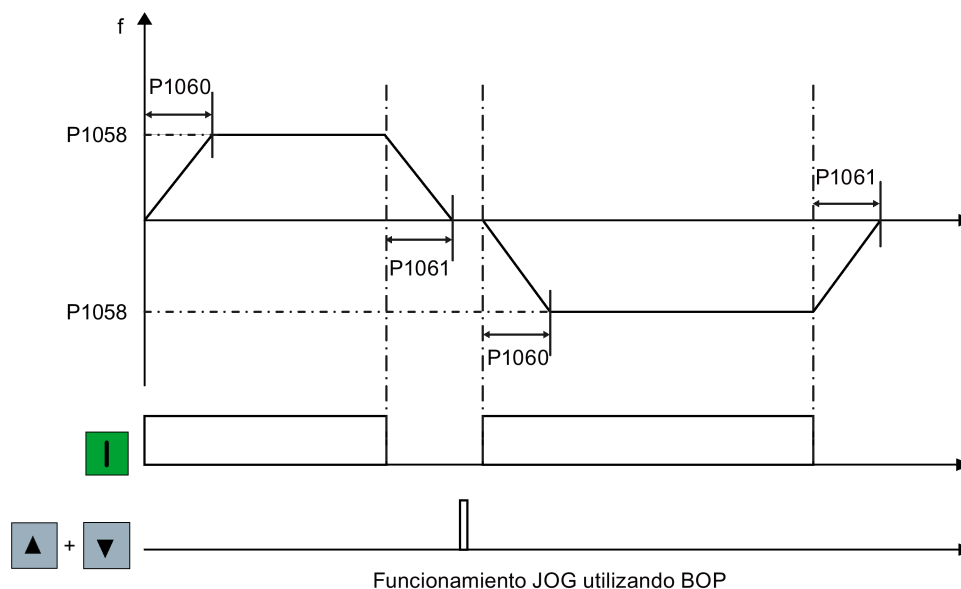 f
P1060
P1058
P1061
P1061
P1058
P1060
I
+
Funcionamiento JOG utilizando BOP